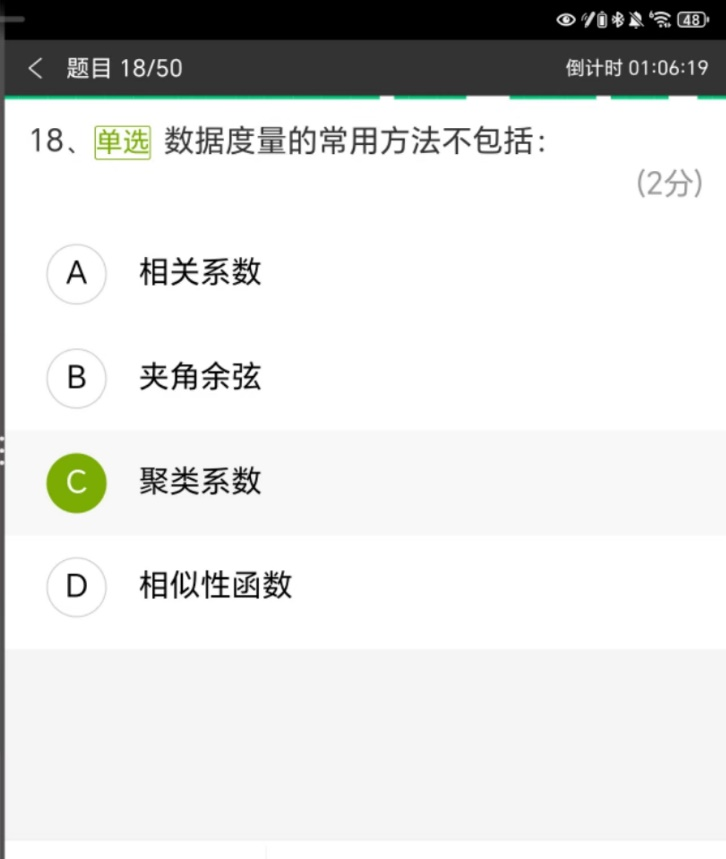 48
题目 18/50
倒计时 01:06:19
18、单选 数据度量的常用方法不包括：
(2分)
A 相关系数
B 夹角余弦
C 聚类系数
D 相似性函数